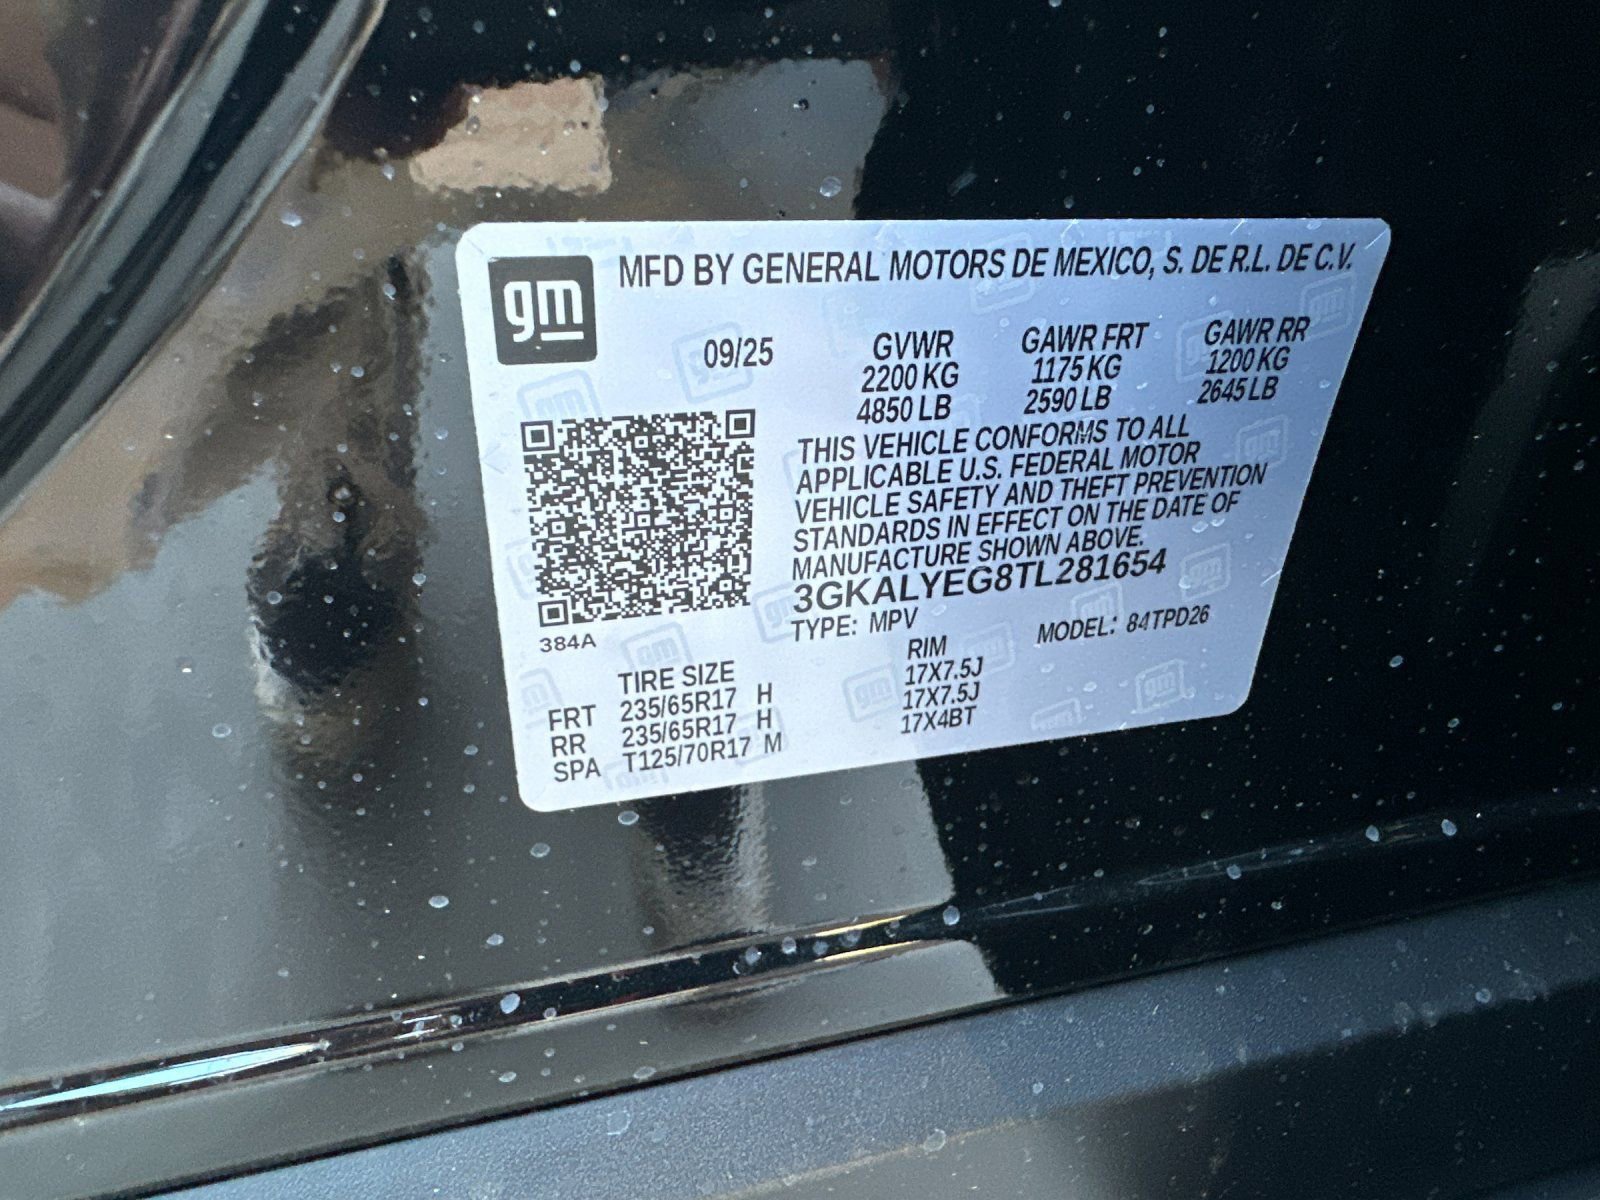 gm
MFD BY GENERAL MOTORS DE MEXICO, S. DE R.L. DE C.V.
09/25 GVWR GAWR FRT GAWR RR
2200 KG 1175 KG 1200 KG
4850 LB 2590 LB 2645 LB
THIS VEHICLE CONFORMS TO ALL
APPLICABLE U.S. FEDERAL MOTOR
VEHICLE SAFETY AND THEFT PREVENTION
STANDARDS IN EFFECT ON THE DATE OF
MANUFACTURE SHOWN ABOVE.
3GKALYEG8TL281654
TYPE: MPV MODEL: 84TPD26
384A
TIRE SIZE RIM
FRT 235/65R17 H 17X7.5J
RR 235/65R17 H 17X7.5J
SPA T125/70R17 M 17X4BT